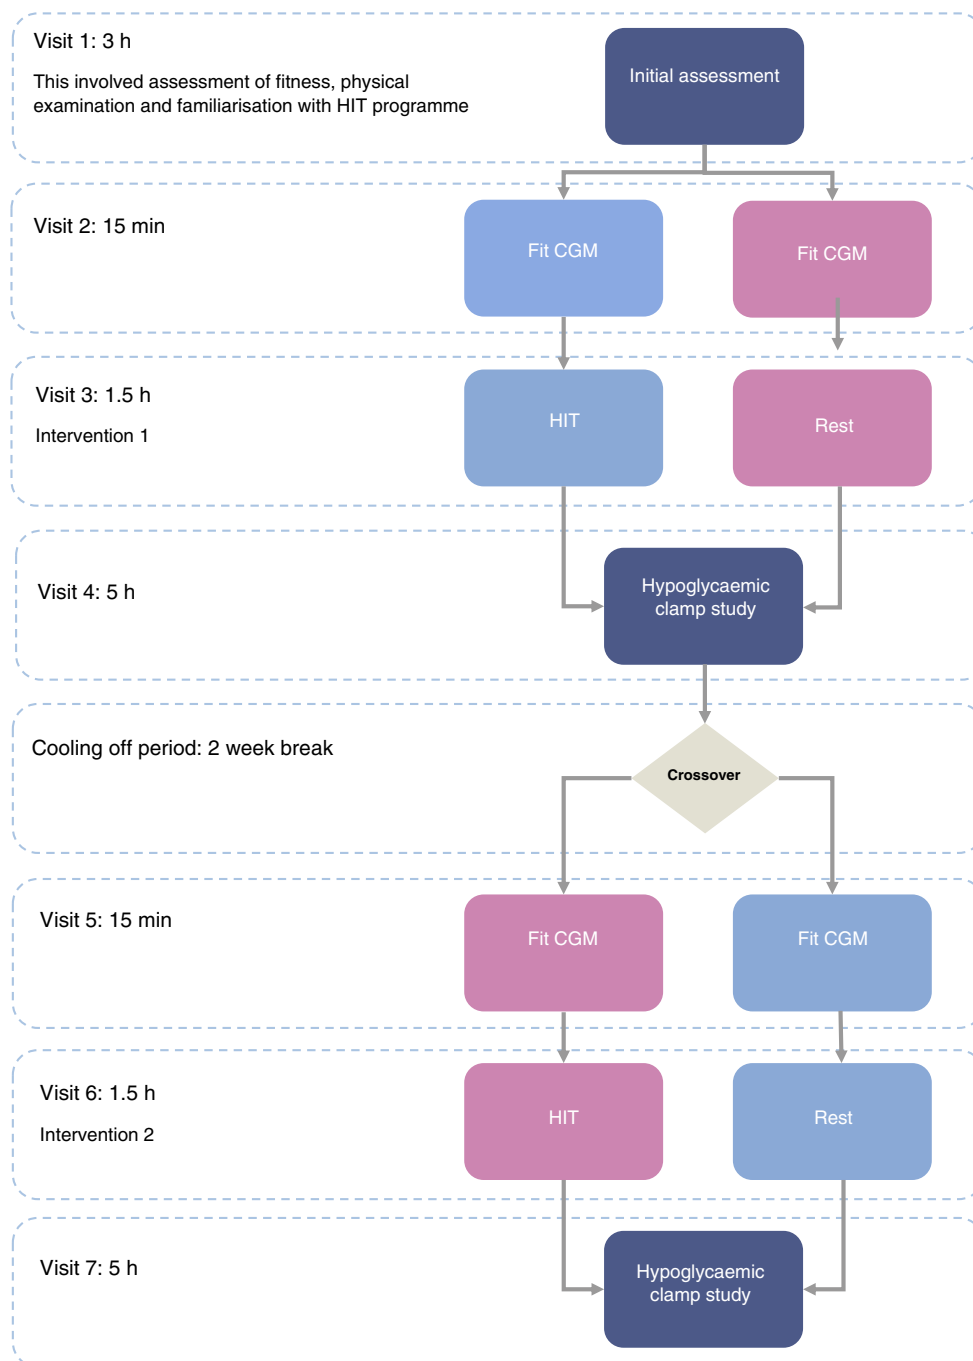 Visit 1: 3 h
This involved assessment of fitness, physical
examination and familiarisation with HIT programme
Initial assessment
Visit 2: 15 min
Fit CGM
Fit CGM
Visit 3: 1.5 h
Intervention 1
HIT
Rest
Visit 4: 5 h
Hypoglycaemic
clamp study
Cooling off period: 2 week break
Crossover
Visit 5: 15 min
Fit CGM
Fit CGM
Visit 6: 1.5 h
Intervention 2
HIT
Rest
Visit 7: 5 h
Hypoglycaemic
clamp study